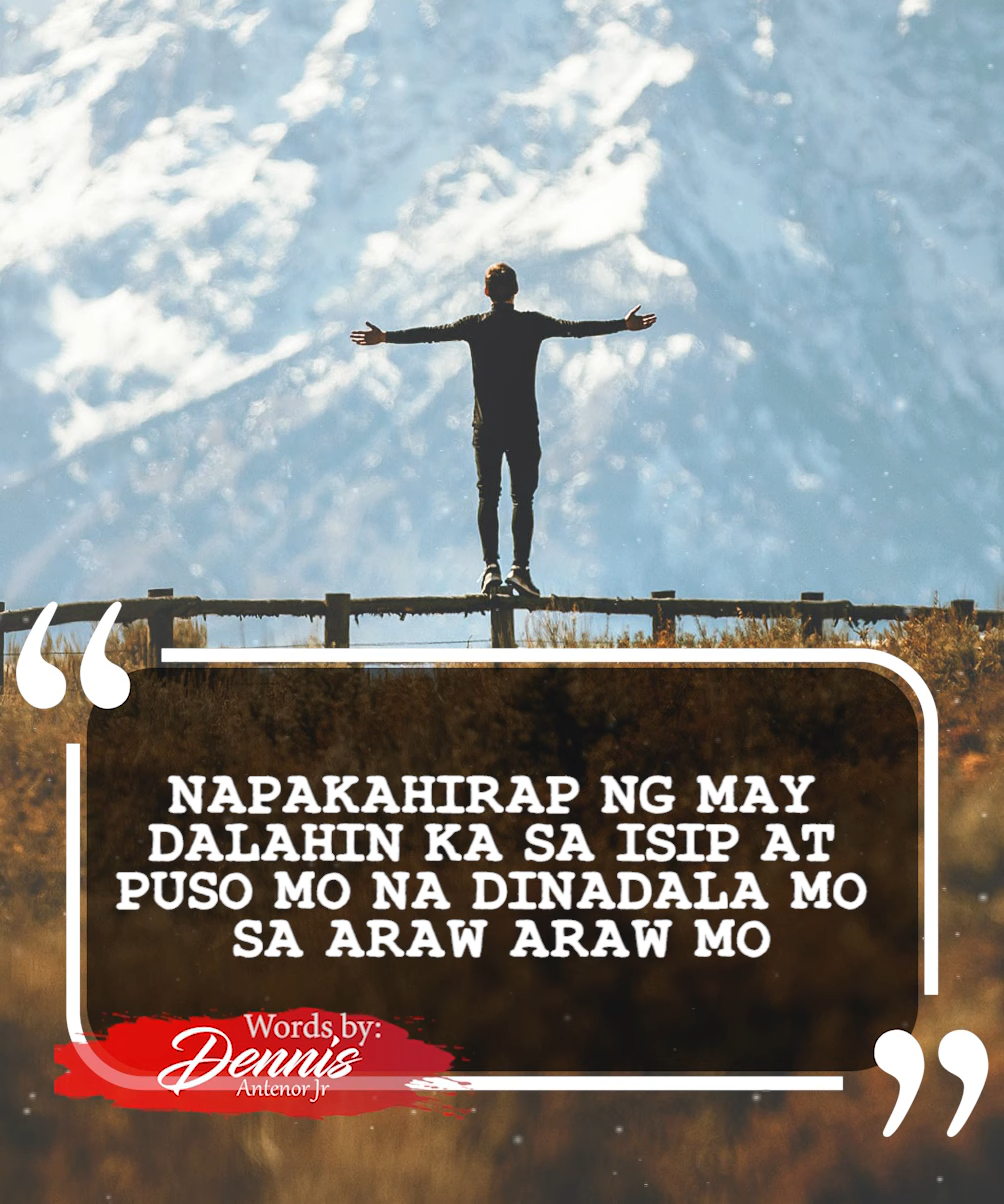 “
NAPAKAHIRAP NG MAY
DALAHIN KA SA ISIP AT
PUSO MO NA DINADALA MO
SA ARAW ARAW MO
Words by:
Dennis
Antenor Jr
”